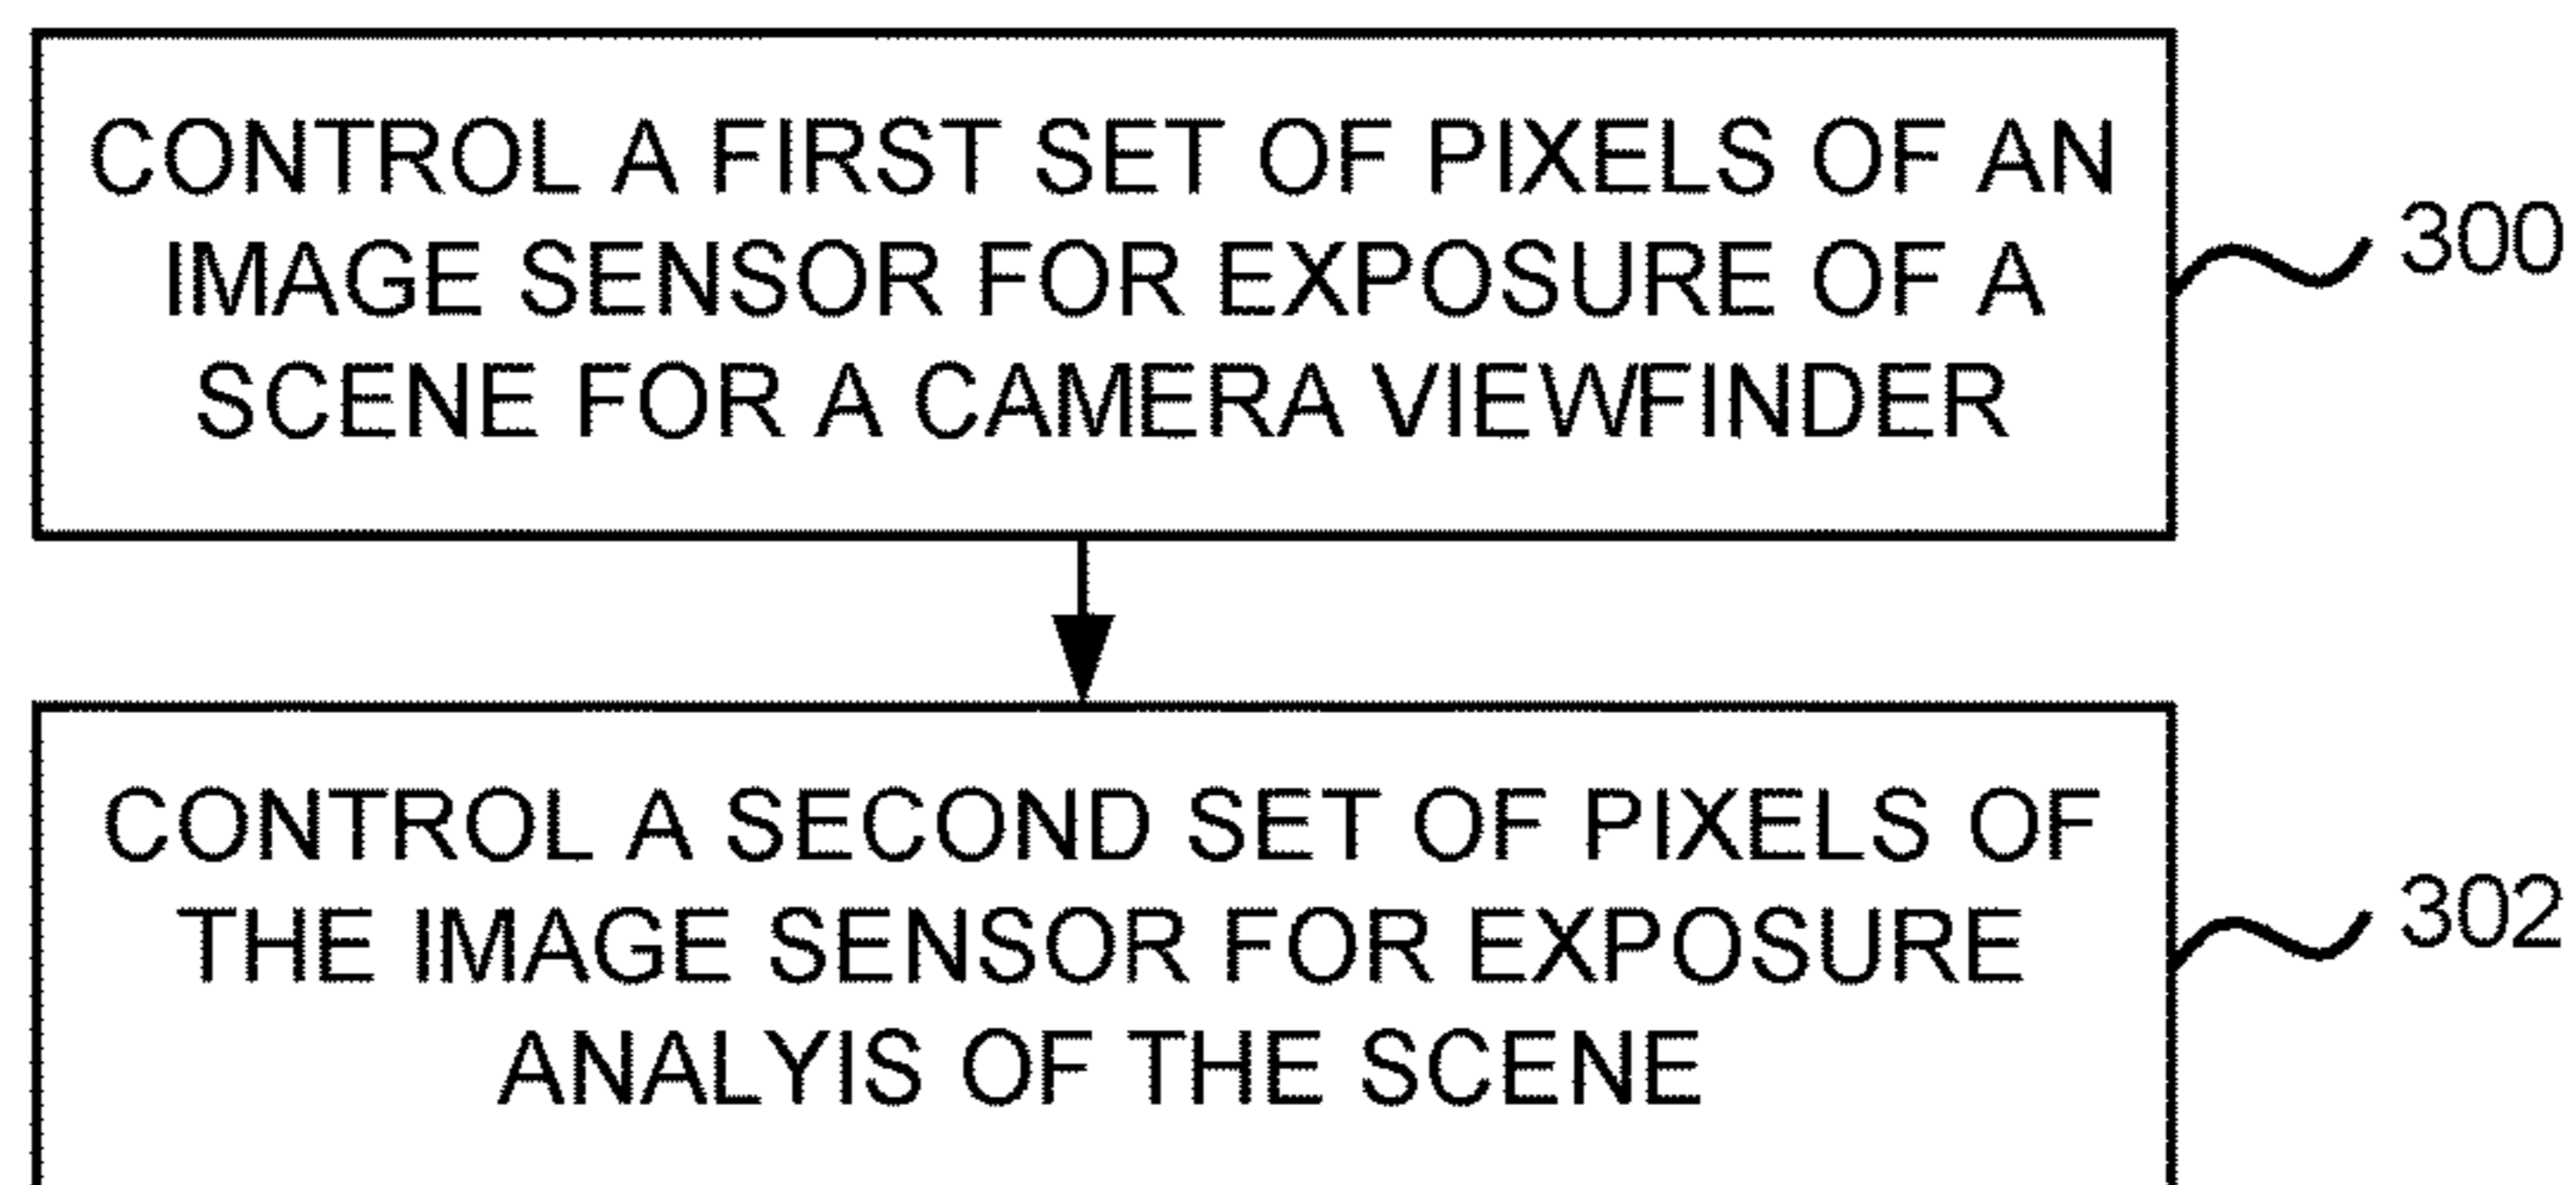 CONTROL A FIRST SET OF PIXELS OF AN
IMAGE SENSOR FOR EXPOSURE OF A
SCENE FOR A CAMERA VIEWFINDER
300
CONTROL A SECOND SET OF PIXELS OF
THE IMAGE SENSOR FOR EXPOSURE
ANALYIS OF THE SCENE
302